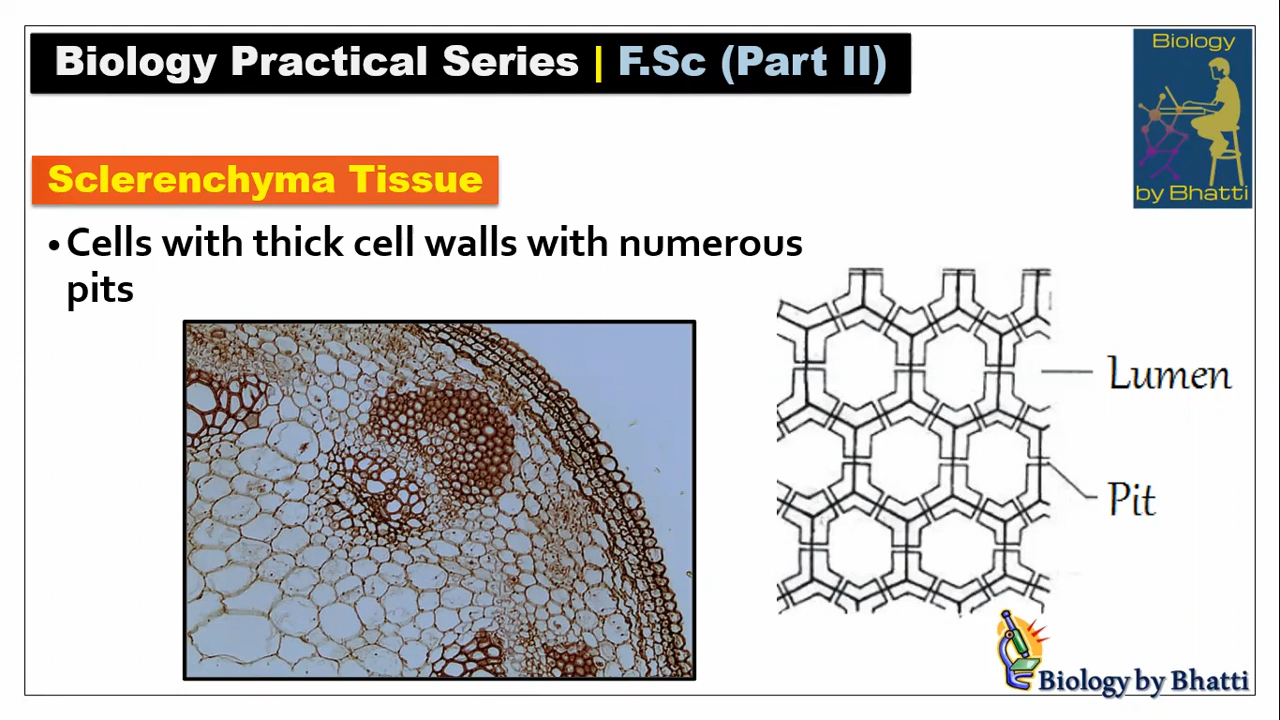 Biology Practical Series | F.Sc (Part II)
Biology
by Bhatti
Sclerenchyma Tissue
• Cells with thick cell walls with numerous
pits
Lumen
Pit
Biology by Bhatti